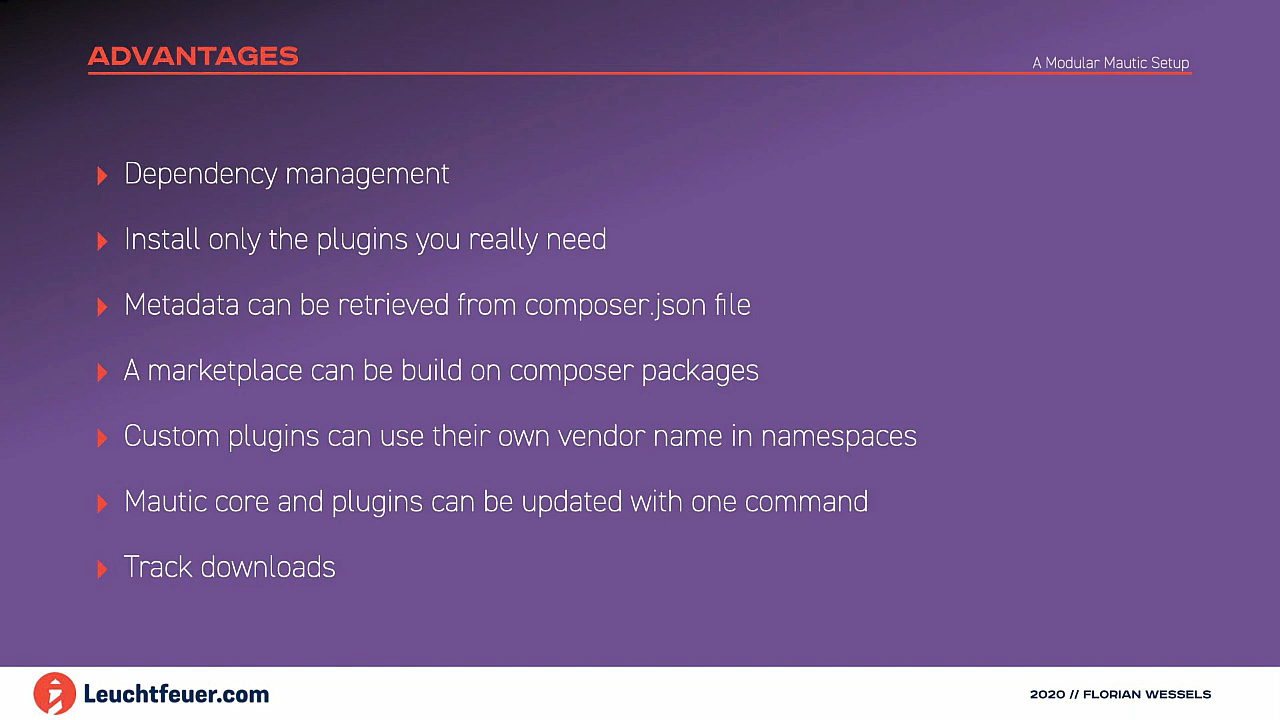 ADVANTAGES
A Modular Mautic Setup
Dependency management
Install only the plugins you really need
Metadata can be retrieved from composer.json file
A marketplace can be build on composer packages
Custom plugins can use their own vendor name in namespaces
Mautic core and plugins can be updated with one command
Track downloads
Leuchtfeuer.com
2020 // FLORIAN WESSELS